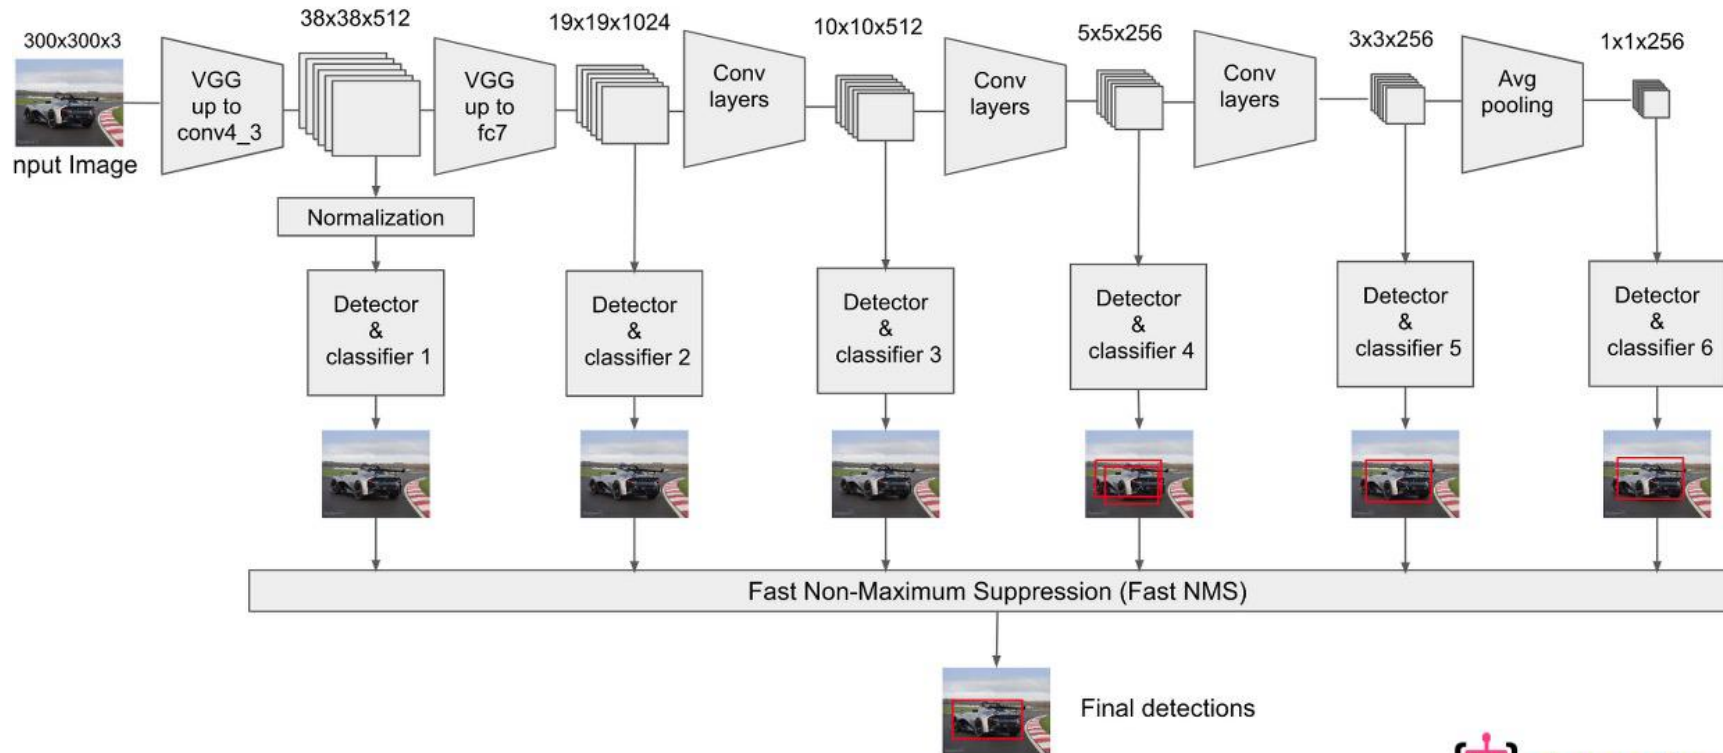 300x300x3
38x38x512
19x19x1024
10x10x512
5x5x256
3x3x256
1x1x256
VGG
up to
conv4_3
VGG
up to
fc7
Conv
layers
Conv
layers
Conv
layers
Avg
pooling
nput Image
Normalization
Detector
&
classifier 1
Detector
&
classifier 2
Detector
&
classifier 3
Detector
&
classifier 4
Detector
&
classifier 5
Detector
&
classifier 6
Fast Non-Maximum Suppression (Fast NMS)
Final detections